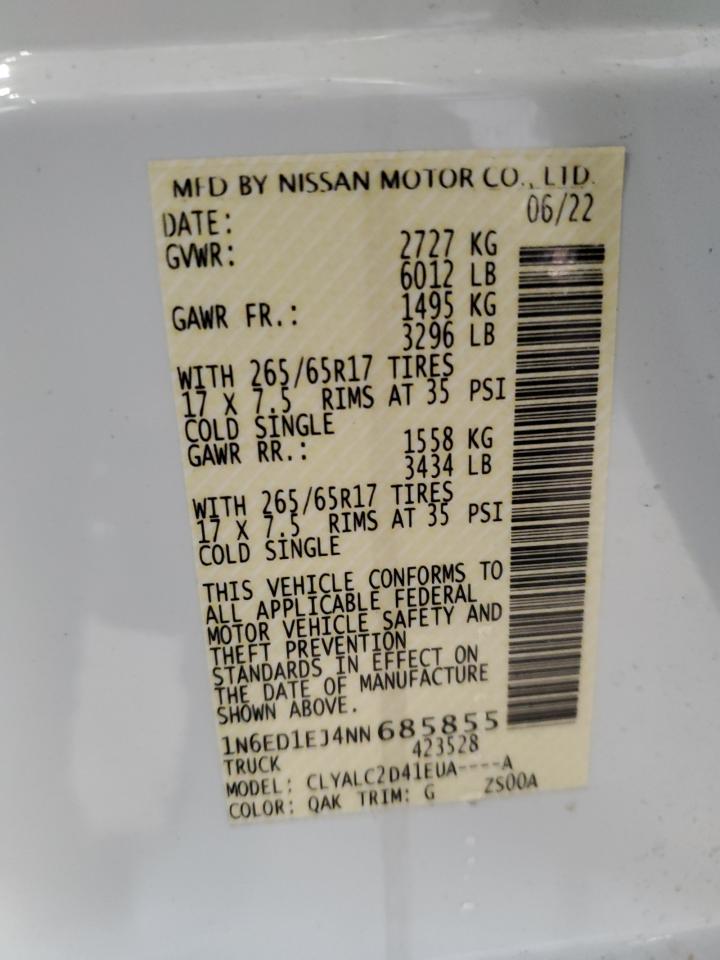 MFD BY NISSAN MOTOR CO., LTD.
DATE: 06/22
GVWR: 2727 KG
6012 LB
GAWR FR.: 1495 KG
3296 LB
WITH 265/65R17 TIRES
17 X 7.5 RIMS AT 35 PSI
COLD SINGLE
GAWR RR.: 1558 KG
3434 LB
WITH 265/65R17 TIRES
17 X 7.5 RIMS AT 35 PSI
COLD SINGLE
THIS VEHICLE CONFORMS TO
ALL APPLICABLE FEDERAL
MOTOR VEHICLE SAFETY AND
THEFT PREVENTION
STANDARDS IN EFFECT ON
THE DATE OF MANUFACTURE
SHOWN ABOVE.
1N6ED1EJ4NN685855
TRUCK 423528
MODEL: CLYALC2D41EUA----A
COLOR: QAK TRIM: G ZS00A